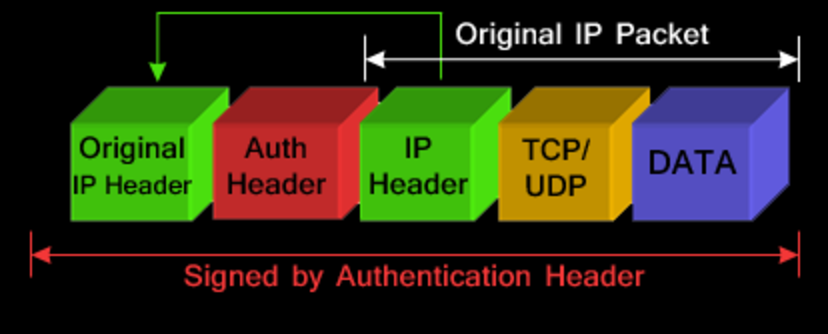 Original IP Packet
Original
IP Header
Auth
Header
IP
Header
TCP/
UDP
DATA
Signed by Authentication Header